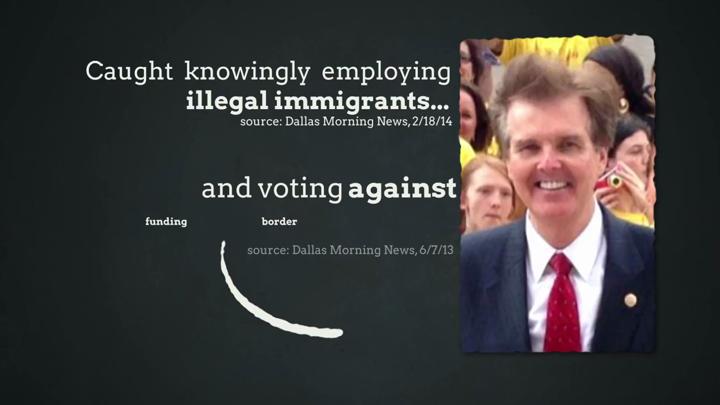 Caught knowingly employing
illegal immigrants...
source: Dallas Morning News, 2/18/14
and voting against
funding border
source: Dallas Morning News, 6/7/13